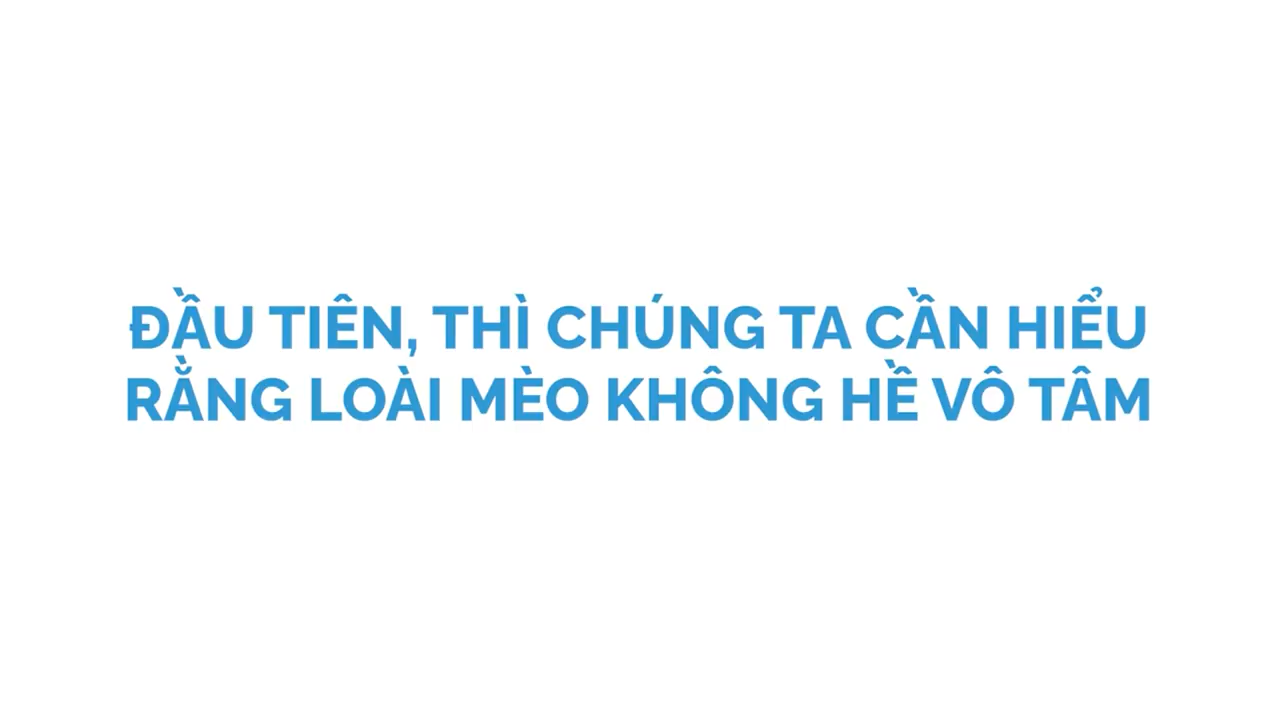 ĐẦU TIÊN, THÌ CHÚNG TA CẦN HIỂU
RẰNG LOÀI MÈO KHÔNG HỀ VÔ TÂM